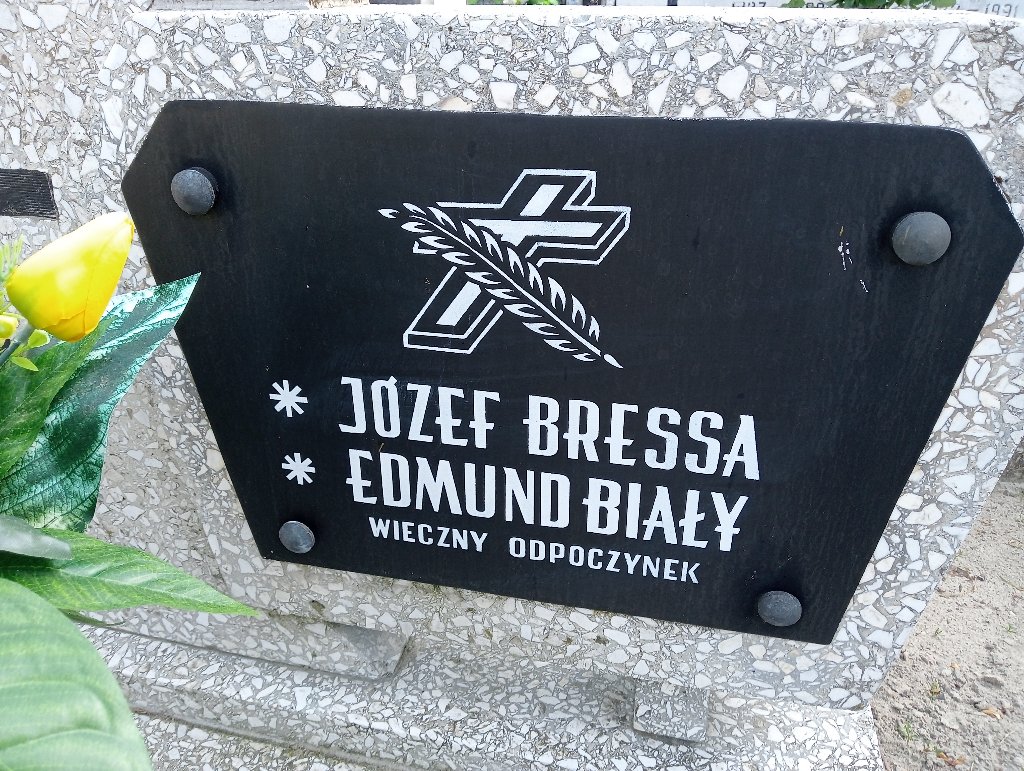 * JÓZEF BRESSA
* EDMUND BIAŁY
WIECZNY ODPOCZYNEK